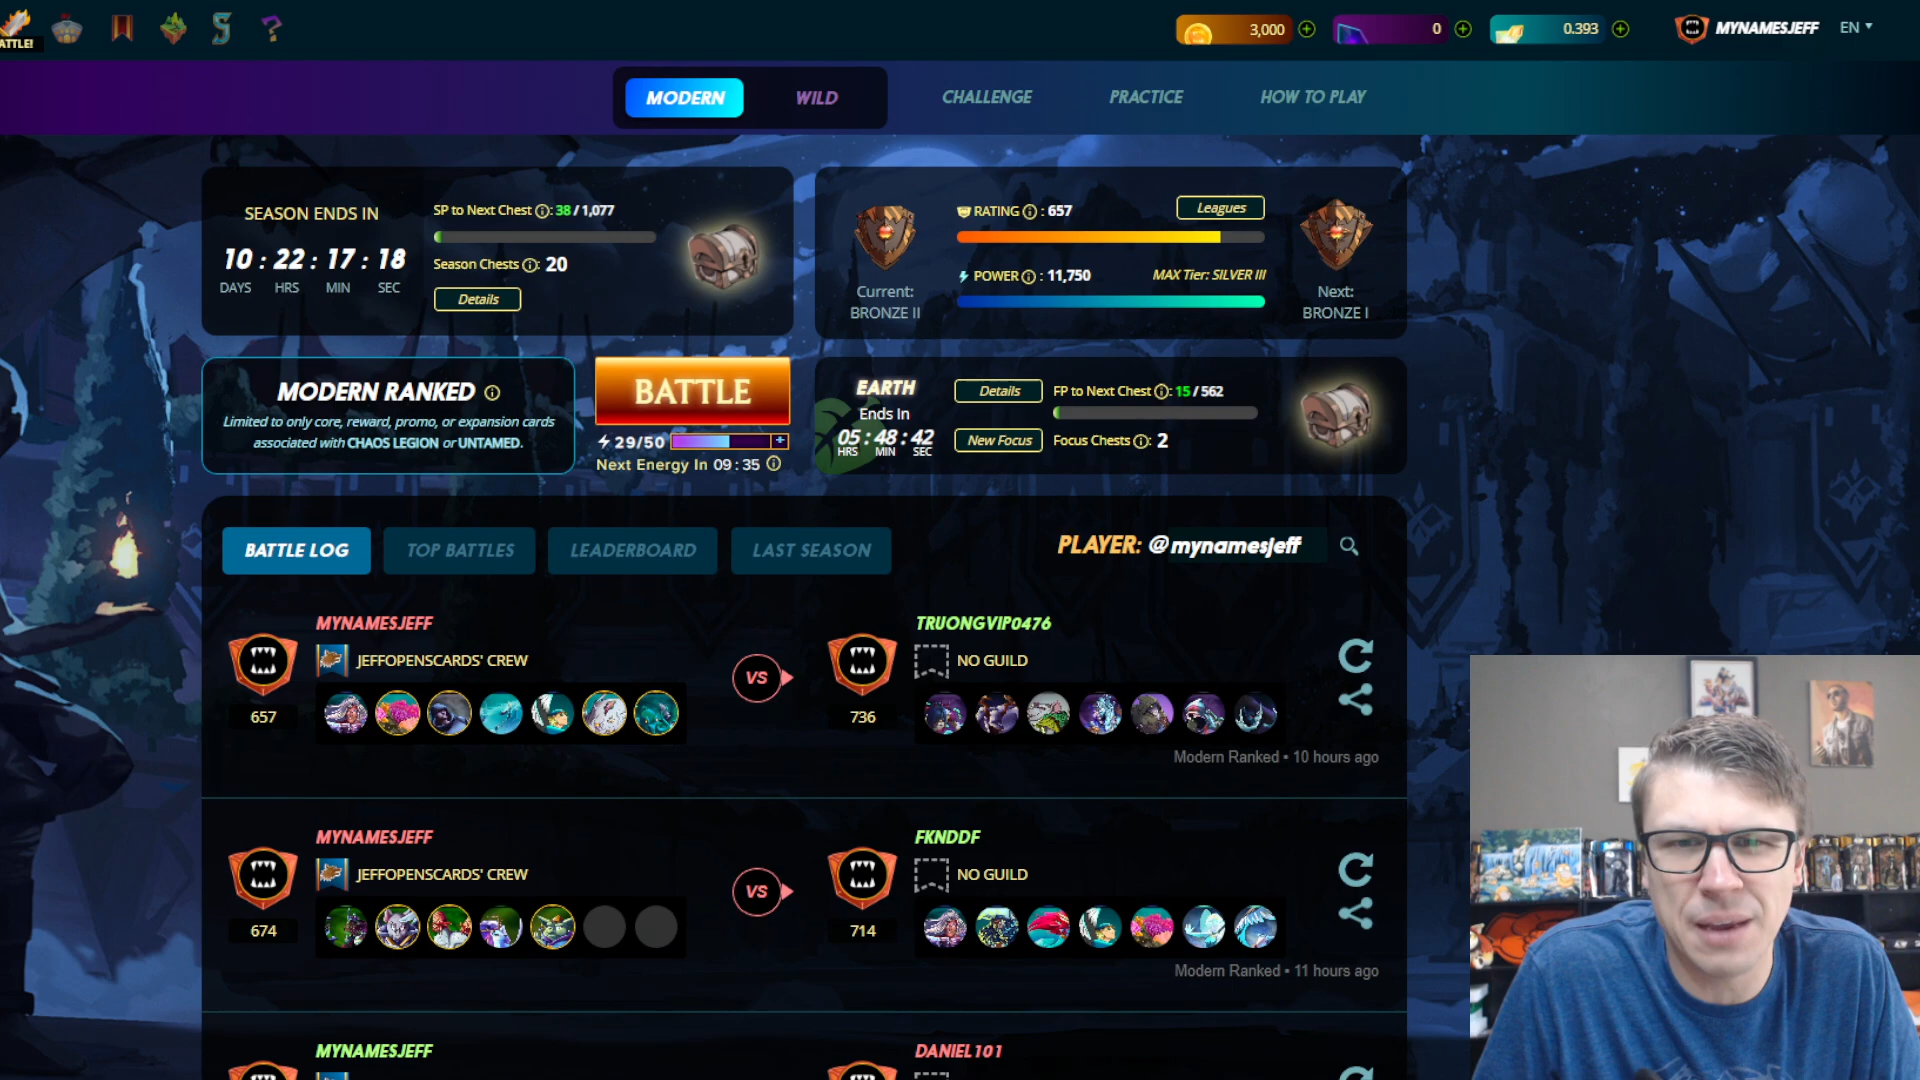 ATTLE!
3,000
0
0.393
MYNAMESJEFF
EN
MODERN
WILD
CHALLENGE
PRACTICE
HOW TO PLAY
SEASON ENDS IN
10 : 22 : 17 : 18
DAYS HRS MIN SEC
SP to Next Chest : 38 / 1,077
Season Chests : 20
Details
Current:
BRONZE II
RATING : 657
Leagues
POWER : 11,750
MAX Tier: SILVER III
Next:
BRONZE I
MODERN RANKED
Limited to only core, reward, promo, or expansion cards
associated with CHAOS LEGION or UNTAMED.
BATTLE
29/50
+
Next Energy In 09 : 35
EARTH
Ends In
05 : 48 : 42
HRS MIN SEC
Details
New Focus
FP to Next Chest : 15 / 562
Focus Chests : 2
BATTLE LOG
TOP BATTLES
LEADERBOARD
LAST SEASON
PLAYER: @mynamesjeff
MYNAMESJEFF
JEFFOPENSCARDS' CREW
657
VS
TRUONGVIP0476
NO GUILD
736
Modern Ranked • 10 hours ago
MYNAMESJEFF
JEFFOPENSCARDS' CREW
674
VS
FKNDDF
NO GUILD
714
Modern Ranked • 11 hours ago
MYNAMESJEFF
DANIEL101